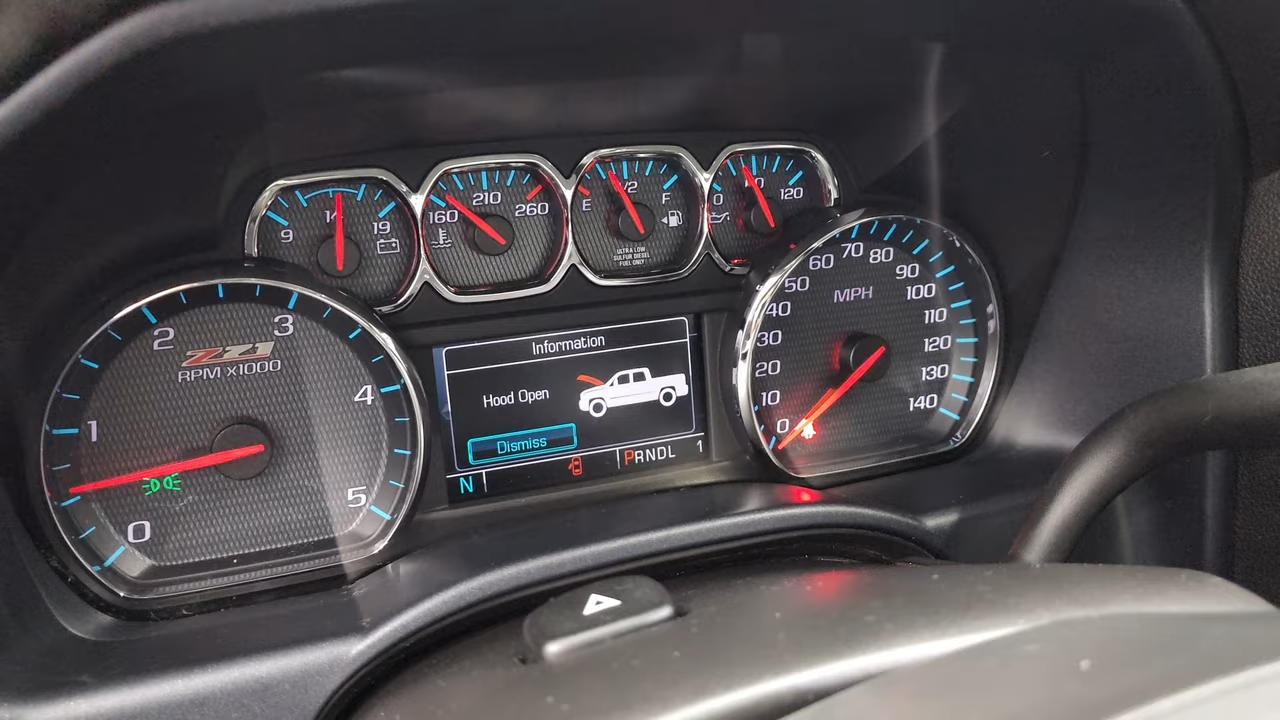 9 14 19
160 210 260
E 1/2 F
ULTRA LOW
SULFUR DIESEL
FUEL ONLY
0 120
0 1 2 3 4 5
Z71
RPM X1000
Information
Hood Open
Dismiss
N
PRNDL 1
MPH
0 10 20 30 40 50 60 70 80 90 100 110 120 130 140